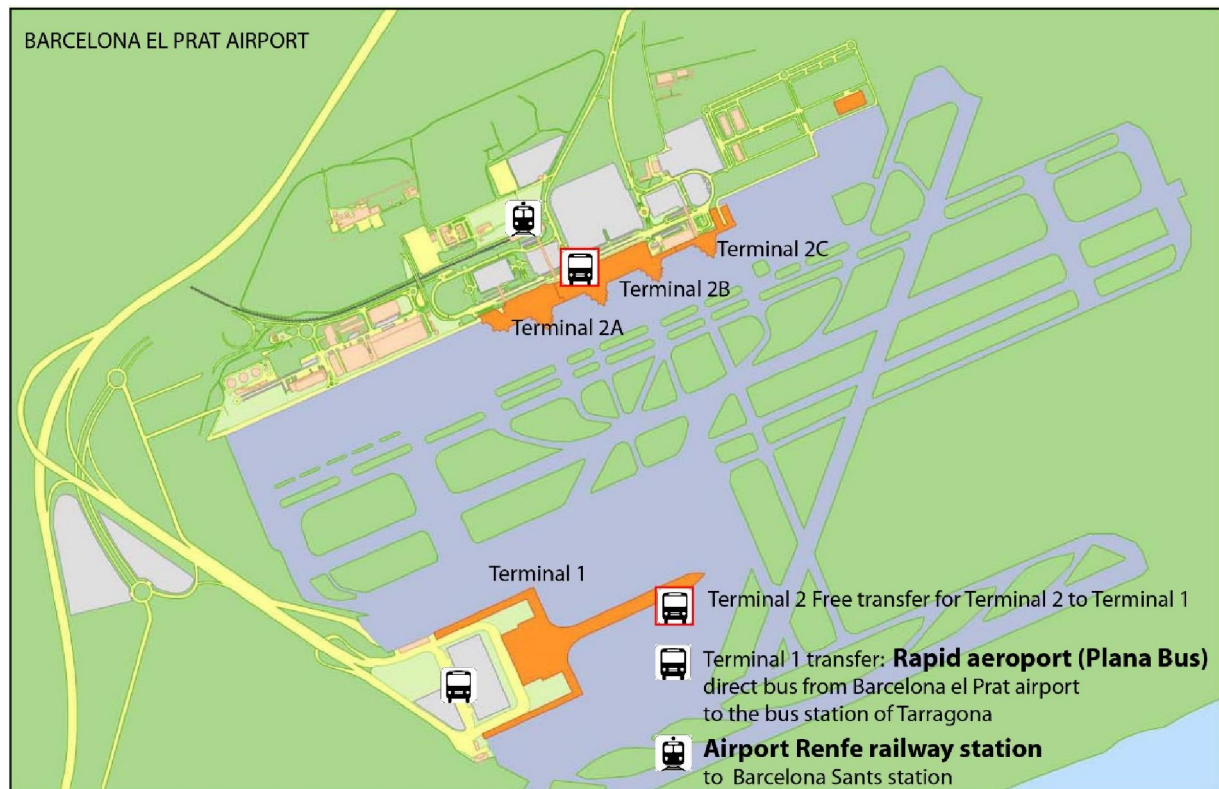 BARCELONA EL PRAT AIRPORT
Terminal 2C
Terminal 2B
Terminal 2A
Terminal 1
Terminal 2 Free transfer for Terminal 2 to Terminal 1
Terminal 1 transfer: Rapid aeroport (Plana Bus)
direct bus from Barcelona el Prat airport
to the bus station of Tarragona
Airport Renfe railway station
to Barcelona Sants station